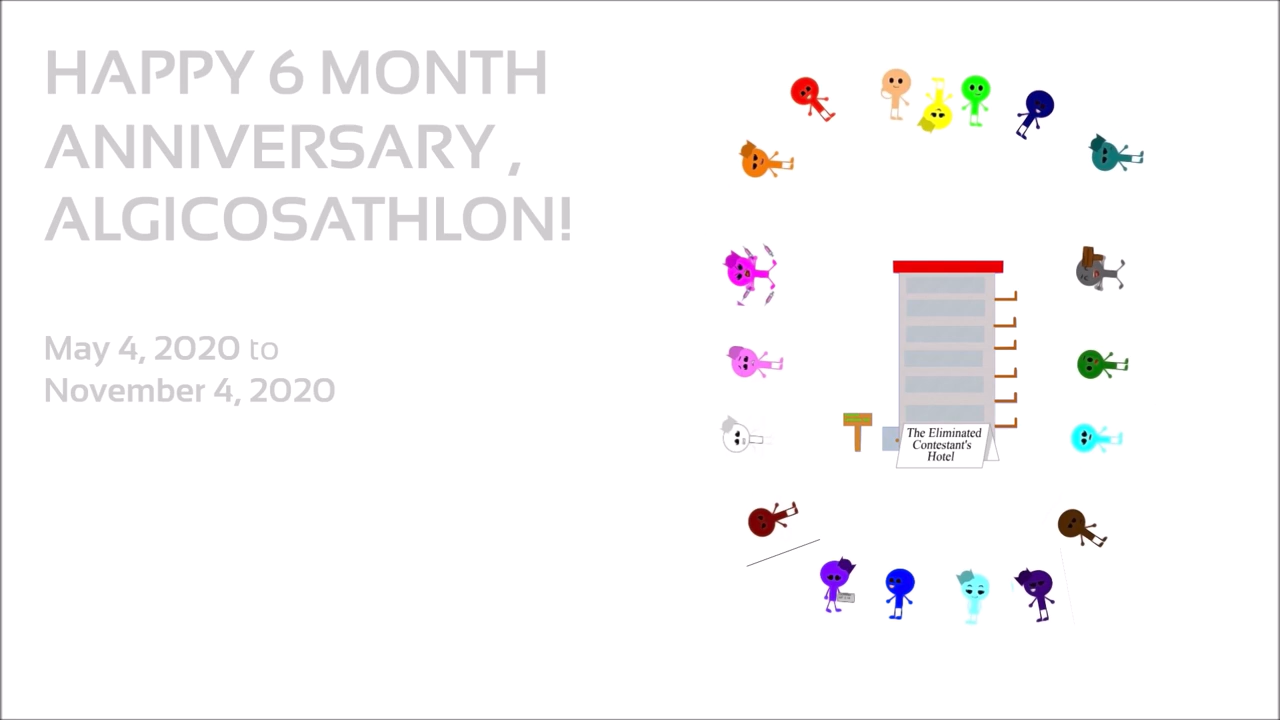 HAPPY 6 MONTH
ANNIVERSARY ,
ALGICOSATHLON!
May 4, 2020 to
November 4, 2020
The Eliminated
Contestant's
Hotel